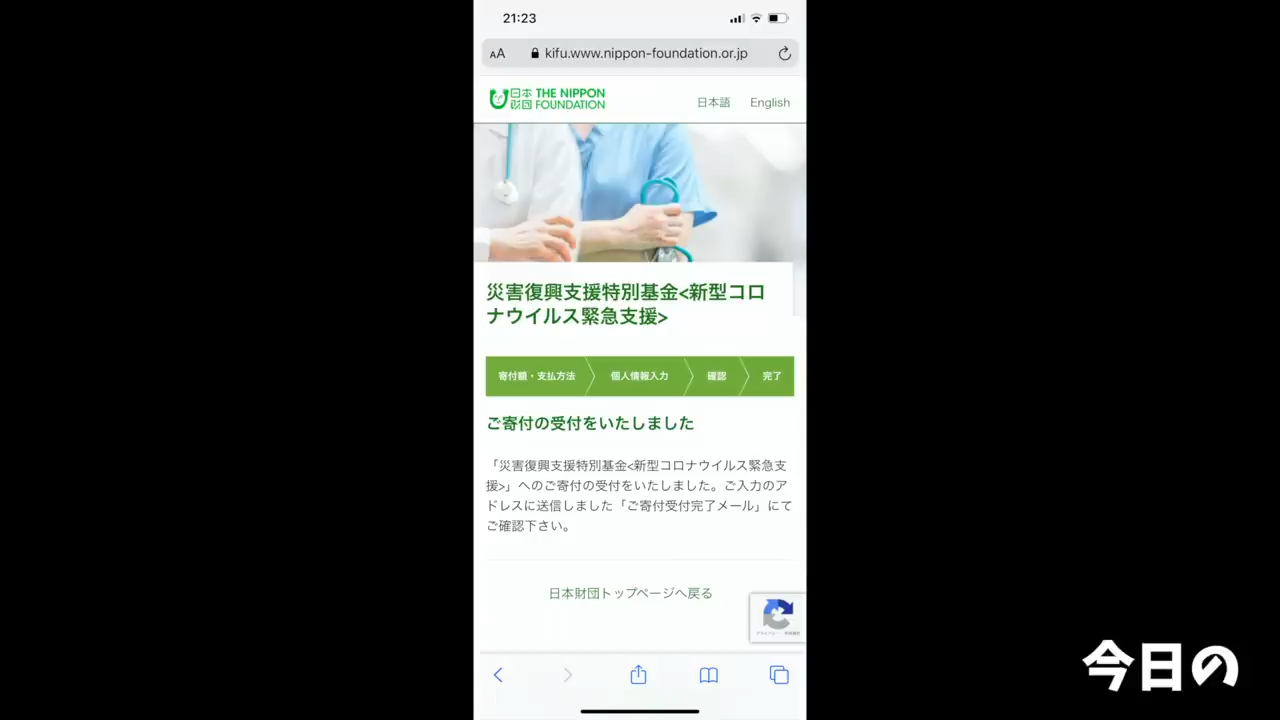 21:23
AA kifu.www.nippon-foundation.or.jp
日本 THE NIPPON
財団 FOUNDATION
日本語 English
災害復興支援特別基金<新型コロ
ナウイルス緊急支援>
寄付額・支払方法 個人情報入力 確認 完了
ご寄付の受付をいたしました
「災害復興支援特別基金<新型コロナウイルス緊急支
援>」へのご寄付の受付をいたしました。ご入力のア
ドレスに送信しました「ご寄付受付完了メール」にて
ご確認下さい。
日本財団トップページへ戻る
今日の